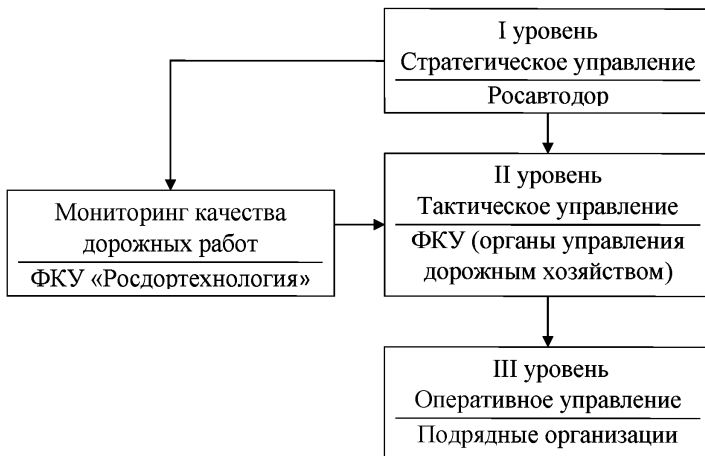 I уровень
Стратегическое управление
Росавтодор
Мониторинг качества
дорожных работ
ФКУ «Росдортехнология»
II уровень
Тактическое управление
ФКУ (органы управления
дорожным хозяйством)
III уровень
Оперативное управление
Подрядные организации